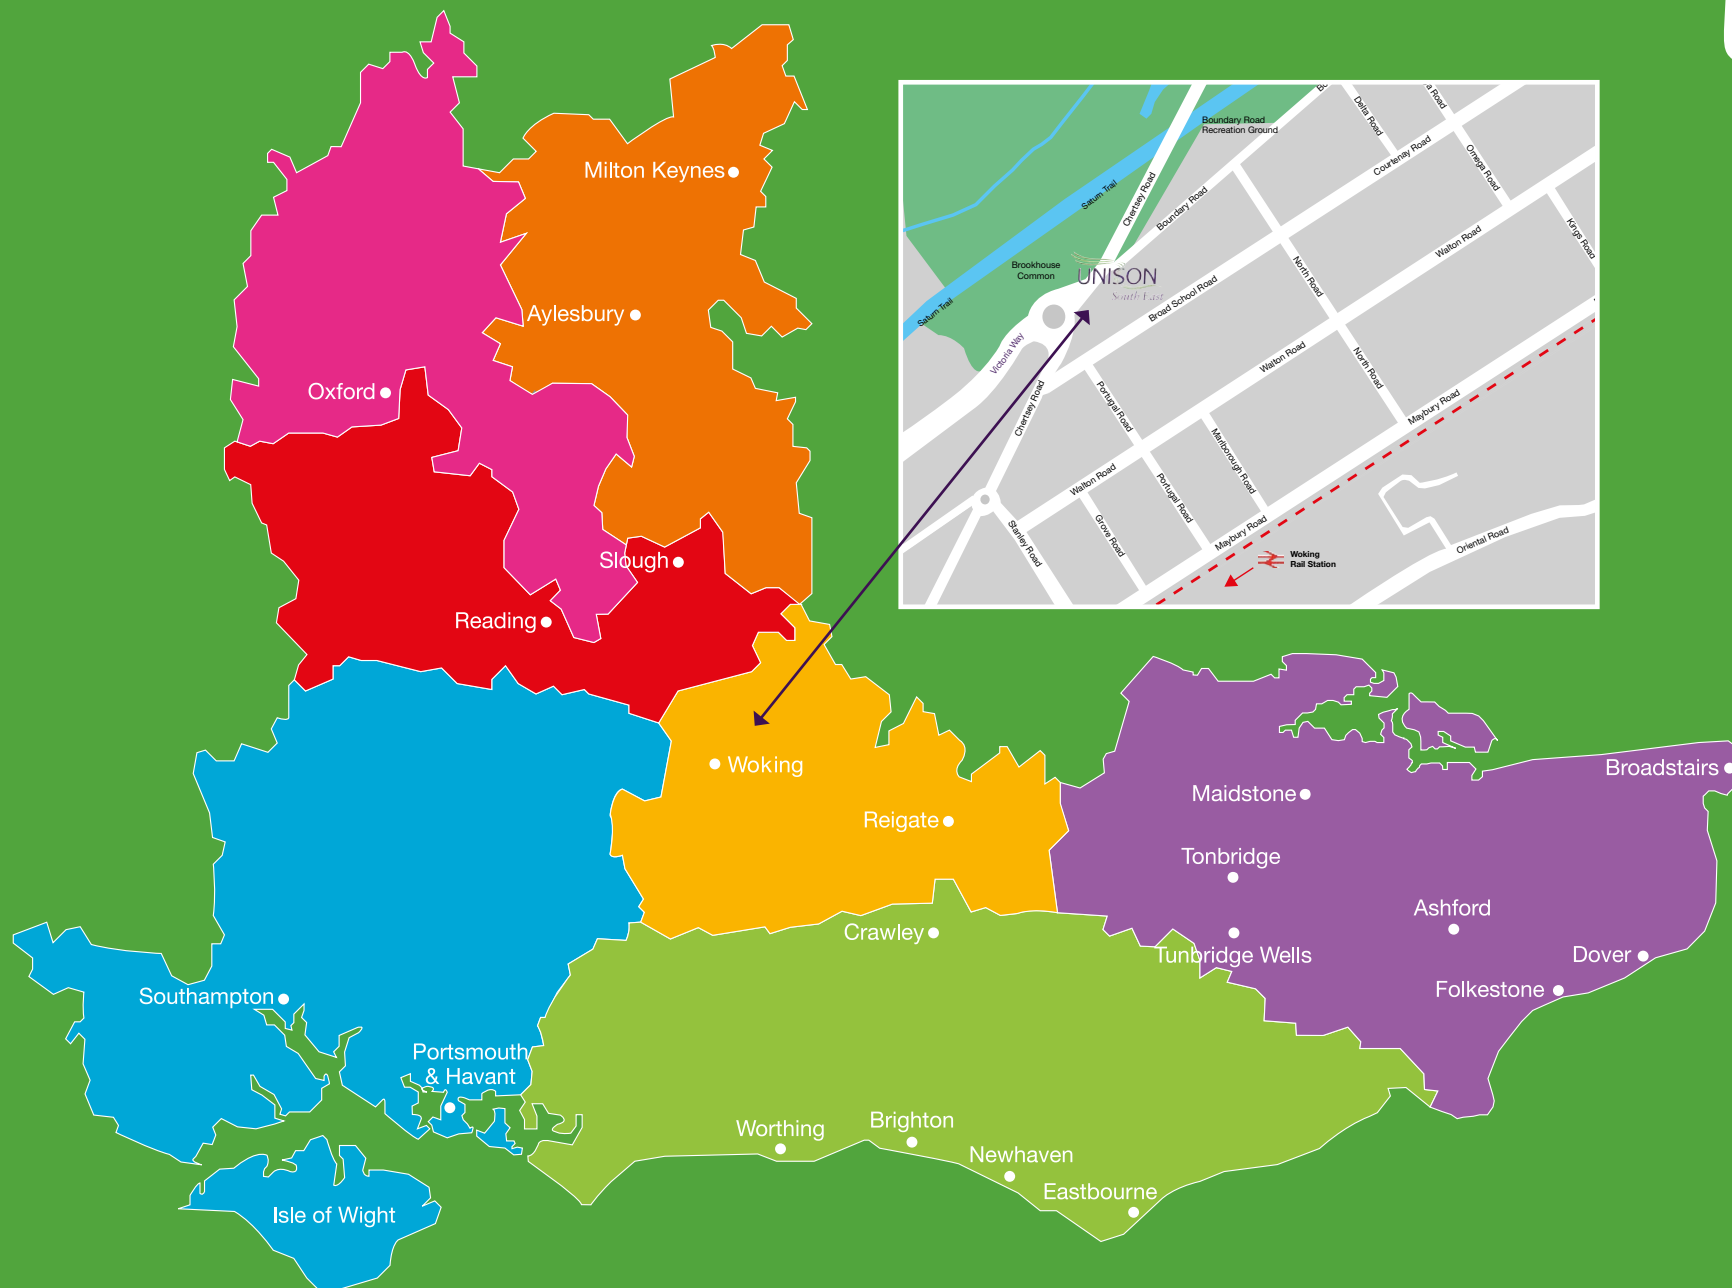 Milton Keynes
Aylesbury
Oxford
Slough
Reading
Woking
Reigate
Crawley
Southampton
Portsmouth
& Havant
Isle of Wight
Worthing
Brighton
Newhaven
Eastbourne
Maidstone
Tonbridge
Tunbridge Wells
Ashford
Broadstairs
Dover
Folkestone
Boundary Road
Recreation Ground
Delta Road
Courtenay Road
Omega Road
Kings Road
Saturn Trail
Chertsey Road
Boundary Road
Walton Road
Brookhouse
Common
UNISON
South East
North Road
Broad School Road
Saturn Trail
Victoria Way
Walton Road
North Road
Chertsey Road
Portugal Road
Maybury Road
Marlborough Road
Walton Road
Portugal Road
Stanley Road
Grove Road
Maybury Road
Oriental Road
Woking
Rail Station